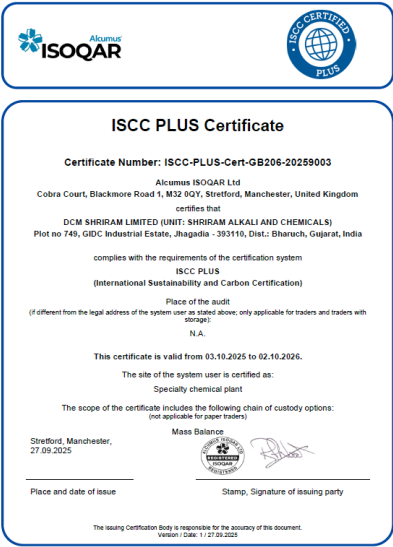 Alcumus
ISOQAR
ISCC CERTIFIED
PLUS
ISCC PLUS Certificate
Certificate Number: ISCC-PLUS-Cert-GB206-20259003
Alcumus ISOQAR Ltd
Cobra Court, Blackmore Road 1, M32 0QY, Stretford, Manchester, United Kingdom
certifies that
DCM SHRIRAM LIMITED (UNIT: SHRIRAM ALKALI AND CHEMICALS)
Plot no 749, GIDC Industrial Estate, Jhagadia - 393110, Dist.: Bharuch, Gujarat, India
complies with the requirements of the certification system
ISCC PLUS
(International Sustainability and Carbon Certification)
Place of the audit
(if different from the legal address of the system user as stated above; only applicable for traders and traders with
storage):
N.A.
This certificate is valid from 03.10.2025 to 02.10.2026.
The site of the system user is certified as:
Specialty chemical plant
The scope of the certificate includes the following chain of custody options:
(not applicable for paper traders)
Mass Balance
Stretford, Manchester,
27.09.2025
ALCUMUS ISOQAR LTD
REGISTERED
ISOQAR
REGISTERED
Place and date of issue
Stamp, Signature of issuing party
The issuing Certification Body is responsible for the accuracy of this document.
Version / Date: 1 / 27.09.2025